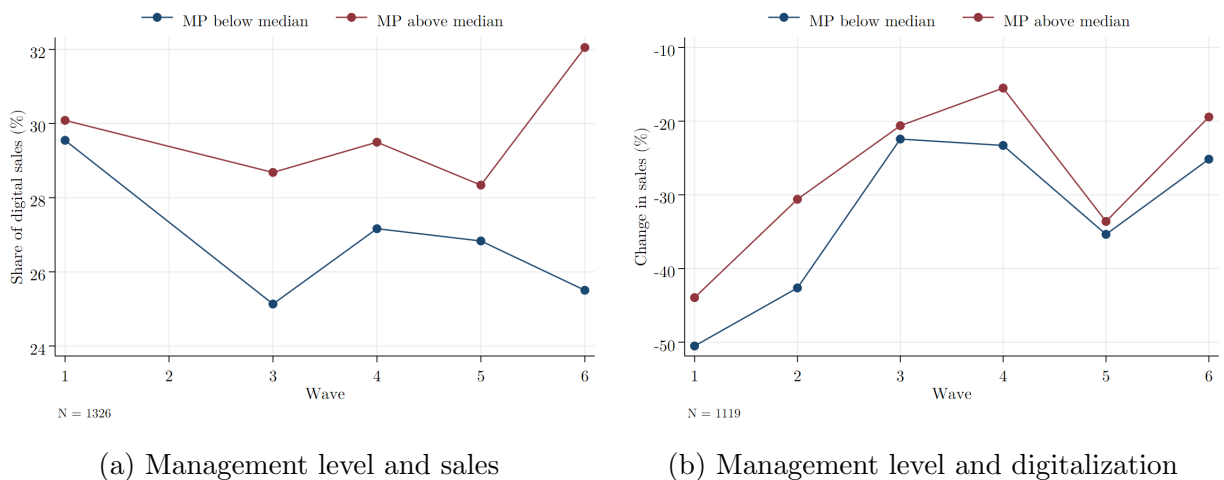 MP below median MP above median
Share of digital sales (%)
32
30
28
26
24
1 2 3 4 5 6
Wave
N = 1326
(a) Management level and sales
MP below median MP above median
Change in sales (%)
-10
-20
-30
-40
-50
1 2 3 4 5 6
Wave
N = 1119
(b) Management level and digitalization